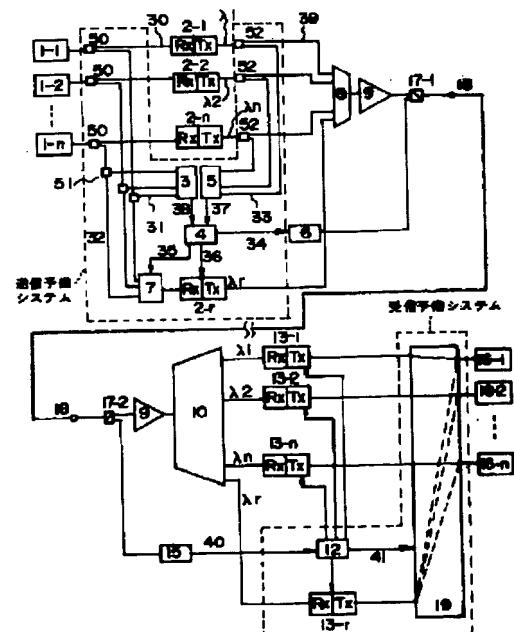 30 2-1 λ 39
1-1 50 Rx Tx 52
2-2
1-2 50 Rx Tx 52 17-1
λ2 8 9 18
2-n λn
1-n 50 Rx Tx 52
51 3 5
38 37 33
31 34
32 4 6
35 36
送信予備
システム 7 Rx Tx λr
2-r
受信予備システム
13-1
λ1 Rx Tx 16-1
13-2
18 17-2 9 10 λ2 Rx Tx 16-2
13-n
λn Rx Tx 16-n
λr
15 40 12 41
Rx Tx 19
13-r